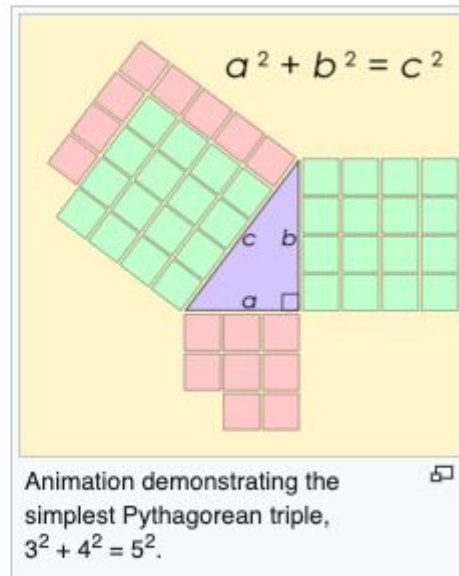 a² + b² = c²
c b
a
Animation demonstrating the
simplest Pythagorean triple,
3² + 4² = 5².